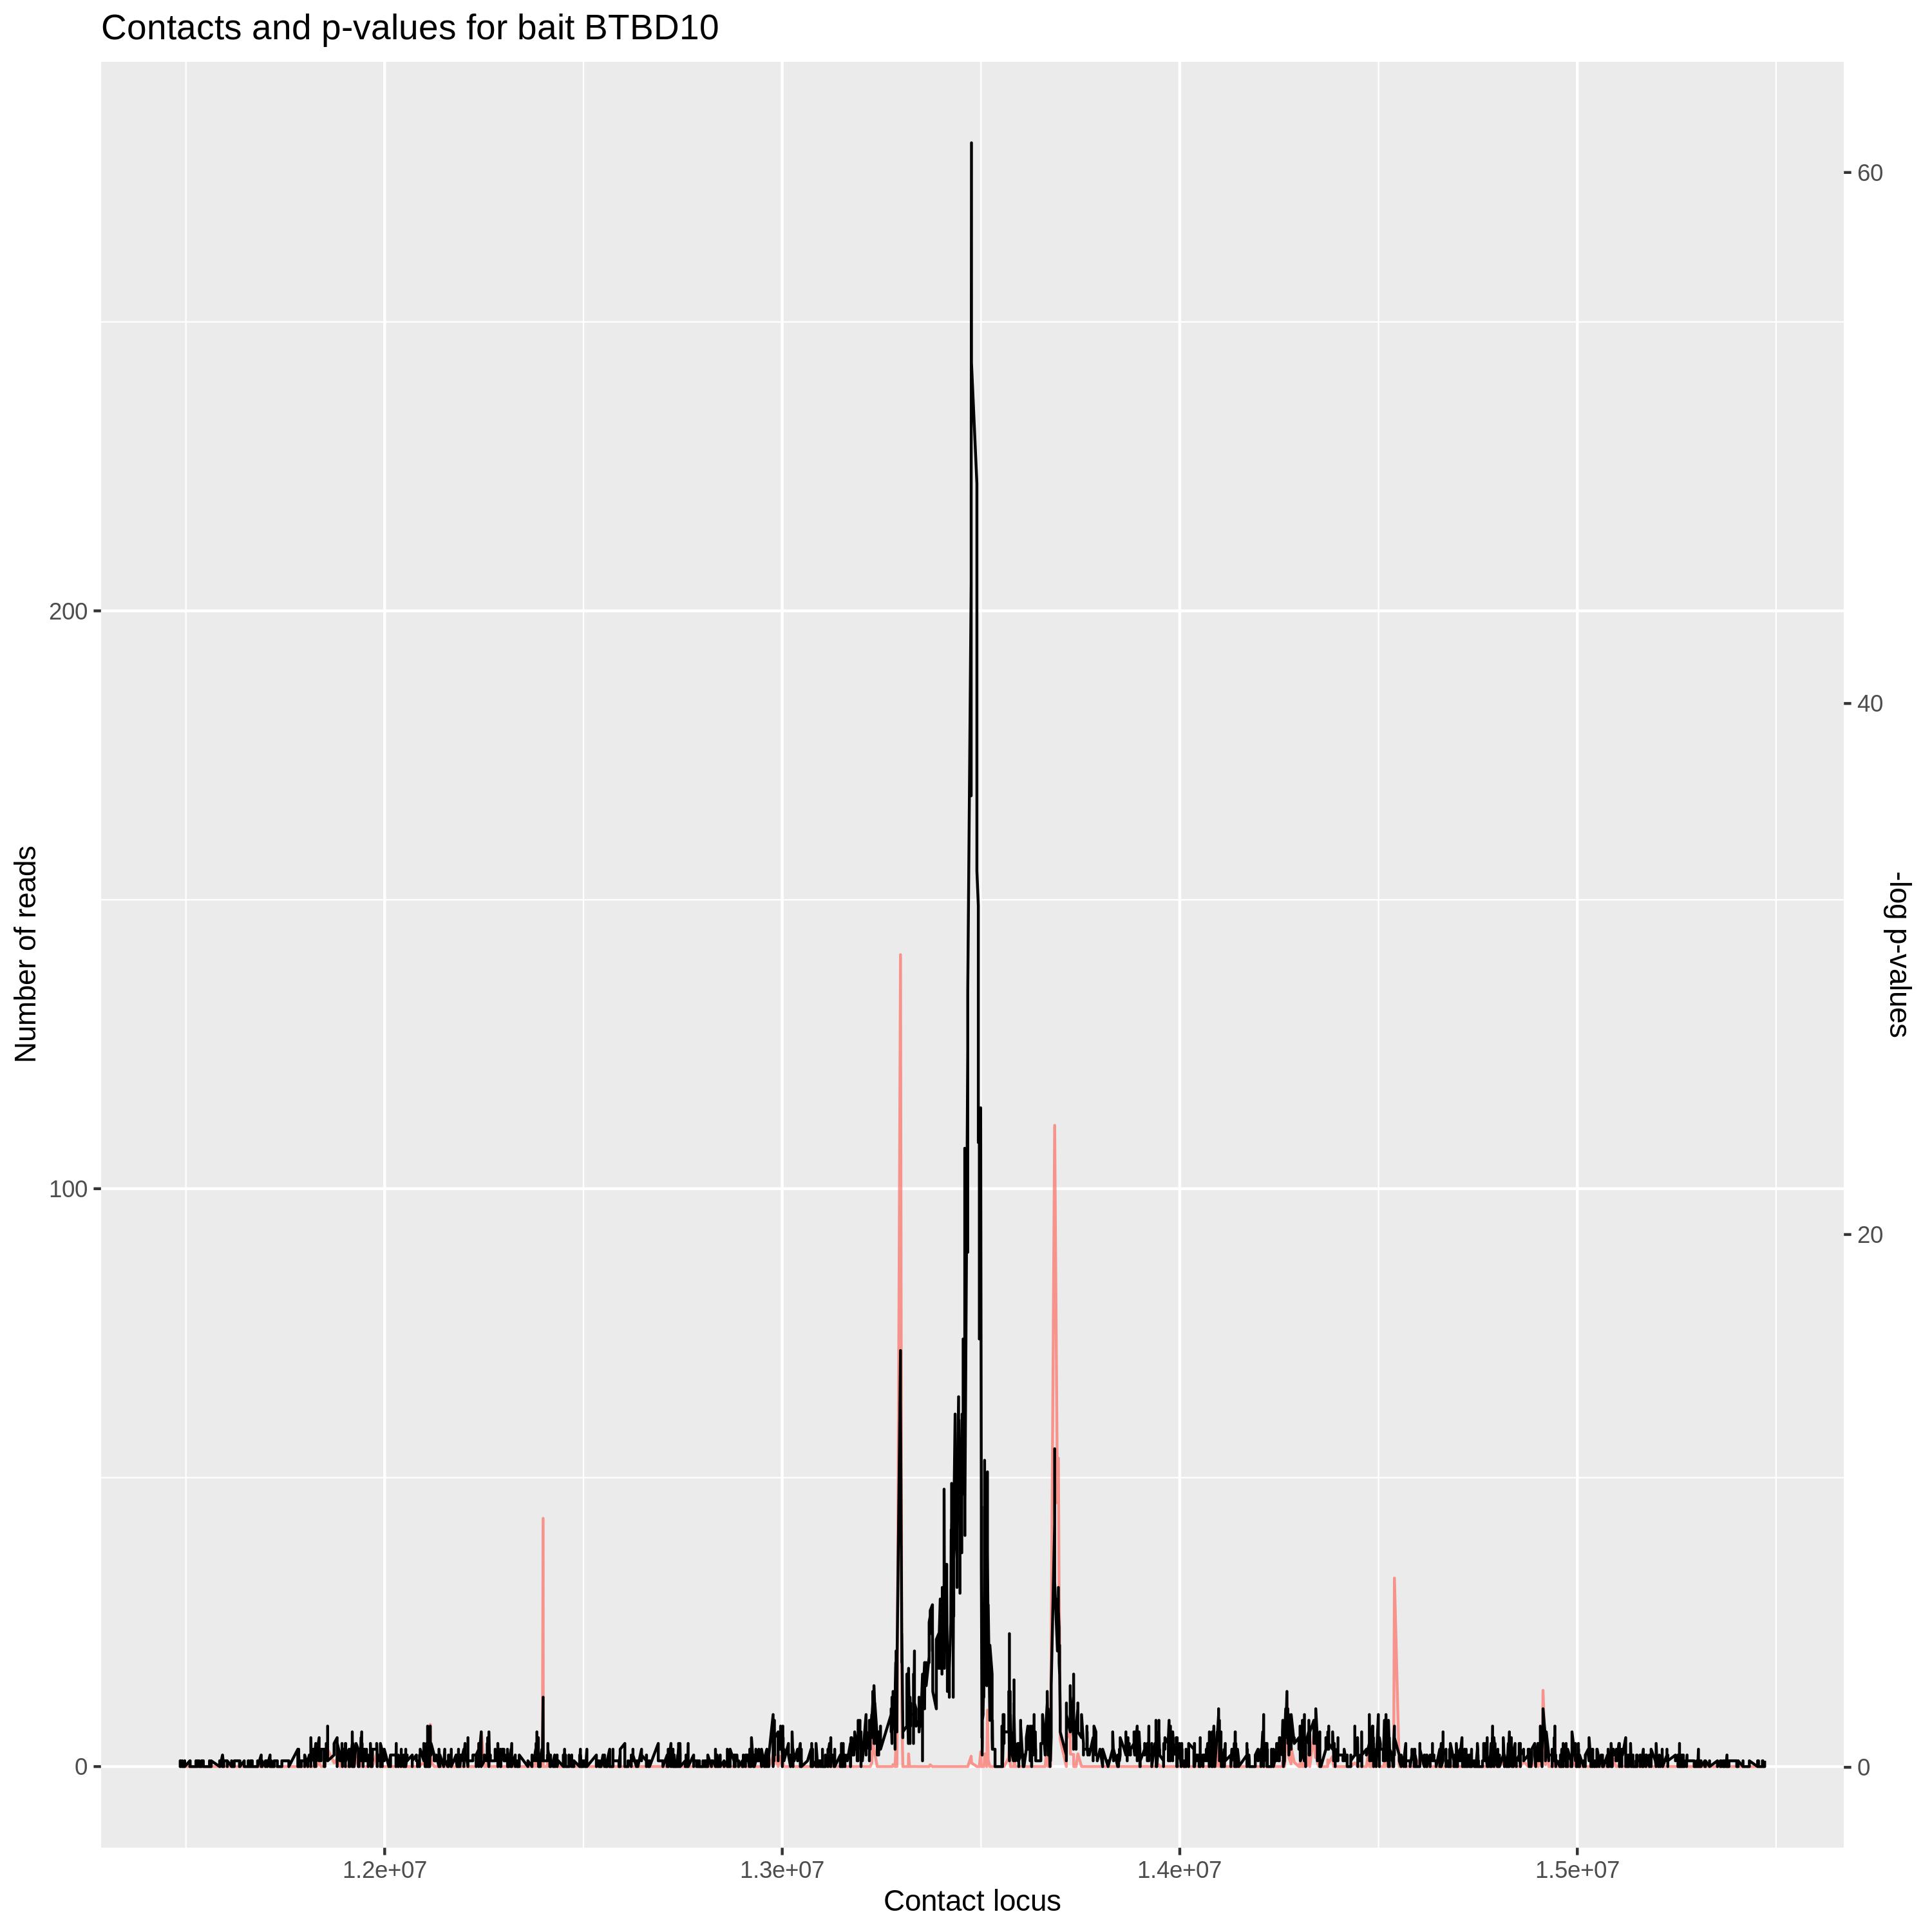 Contacts and p-values for bait BTBD10
Number of reads
200
100
0
60
40
20
0
-log p-values
1.2e+07
1.3e+07
1.4e+07
1.5e+07
Contact locus